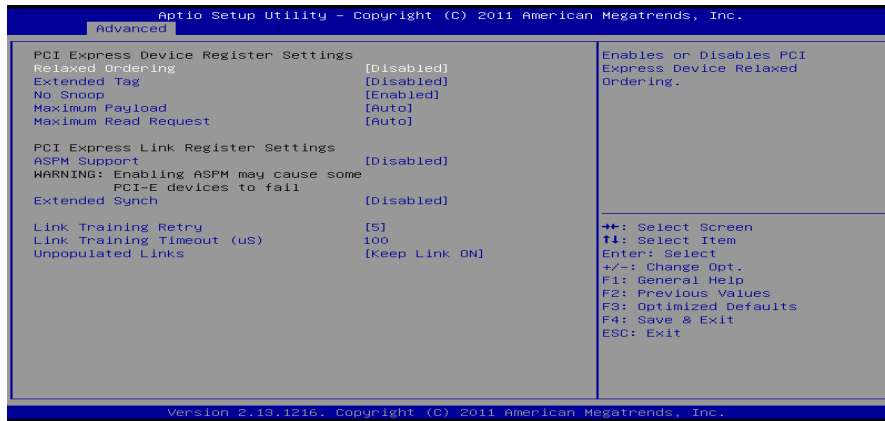 Aptio Setup Utility – Copyright (C) 2011 American Megatrends, Inc.
Advanced
PCI Express Device Register Settings
Relaxed Ordering [Disabled]
Extended Tag [Disabled]
No Snoop [Enabled]
Maximum Payload [Auto]
Maximum Read Request [Auto]
PCI Express Link Register Settings
ASPM Support [Disabled]
WARNING: Enabling ASPM may cause some
PCI-E devices to fail
Extended Synch [Disabled]
Link Training Retry [5]
Link Training Timeout (uS) 100
Unpopulated Links [Keep Link ON]
Enables or Disables PCI
Express Device Relaxed
Ordering.
→←: Select Screen
↑↓: Select Item
Enter: Select
+/-: Change Opt.
F1: General Help
F2: Previous Values
F3: Optimized Defaults
F4: Save & Exit
ESC: Exit
Version 2.13.1216. Copyright (C) 2011 American Megatrends, Inc.